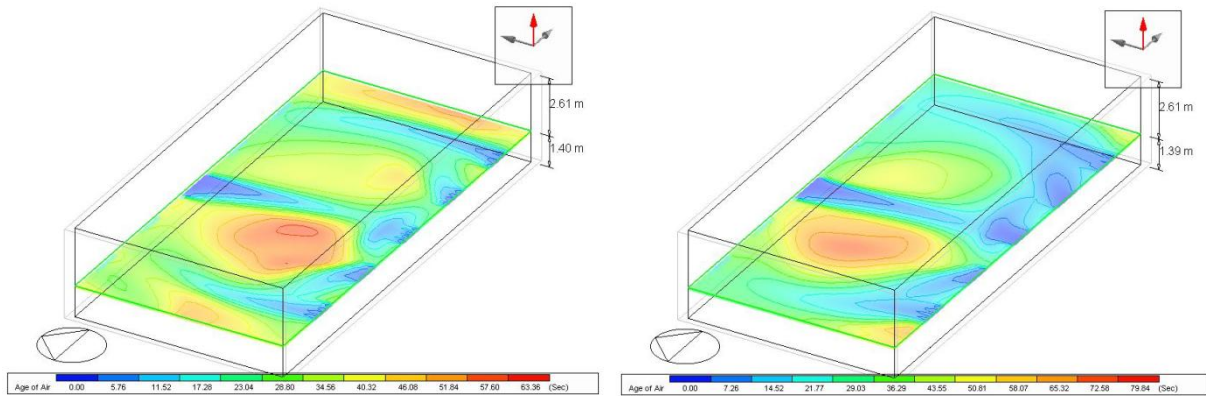 2.61 m
1.40 m
Age of Air 0.00 5.76 11.52 17.28 23.04 28.80 34.56 40.32 46.08 51.84 57.60 63.36 (Sec)
2.61 m
1.39 m
Age of Air 0.00 7.26 14.52 21.77 29.03 36.29 43.55 50.81 58.07 65.32 72.58 79.84 (Sec)